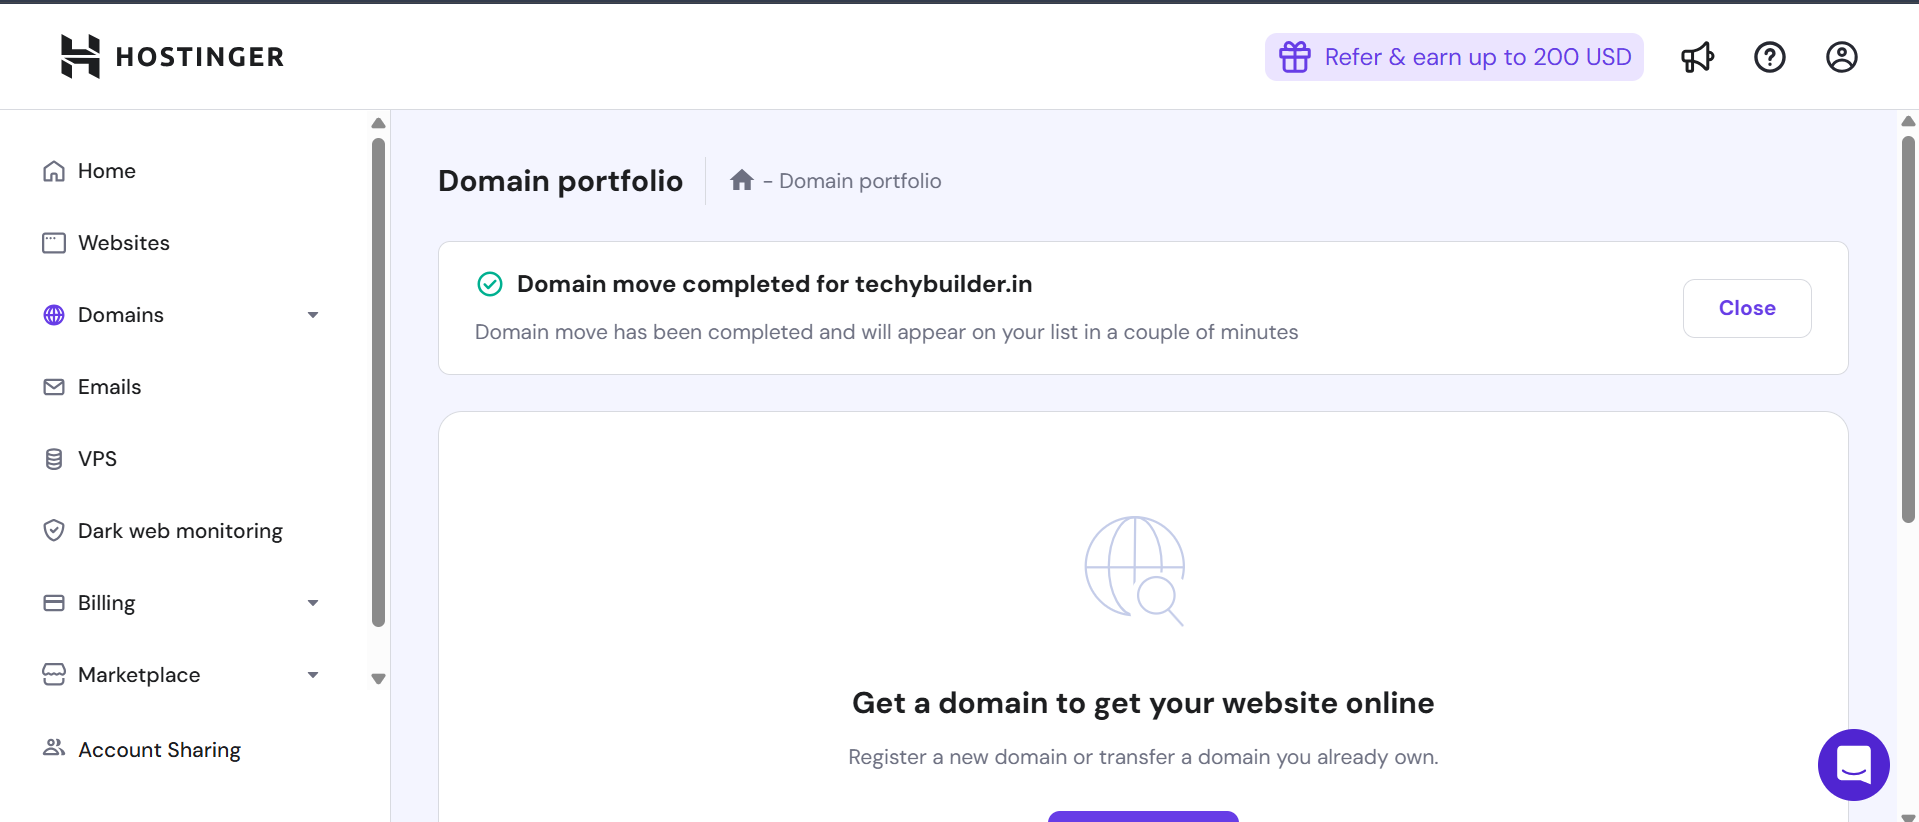 HOSTINGER
Refer & earn up to 200 USD
Home
Websites
Domains
Emails
VPS
Dark web monitoring
Billing
Marketplace
Account Sharing
Domain portfolio
- Domain portfolio
Domain move completed for techybuilder.in
Domain move has been completed and will appear on your list in a couple of minutes
Close
Get a domain to get your website online
Register a new domain or transfer a domain you already own.